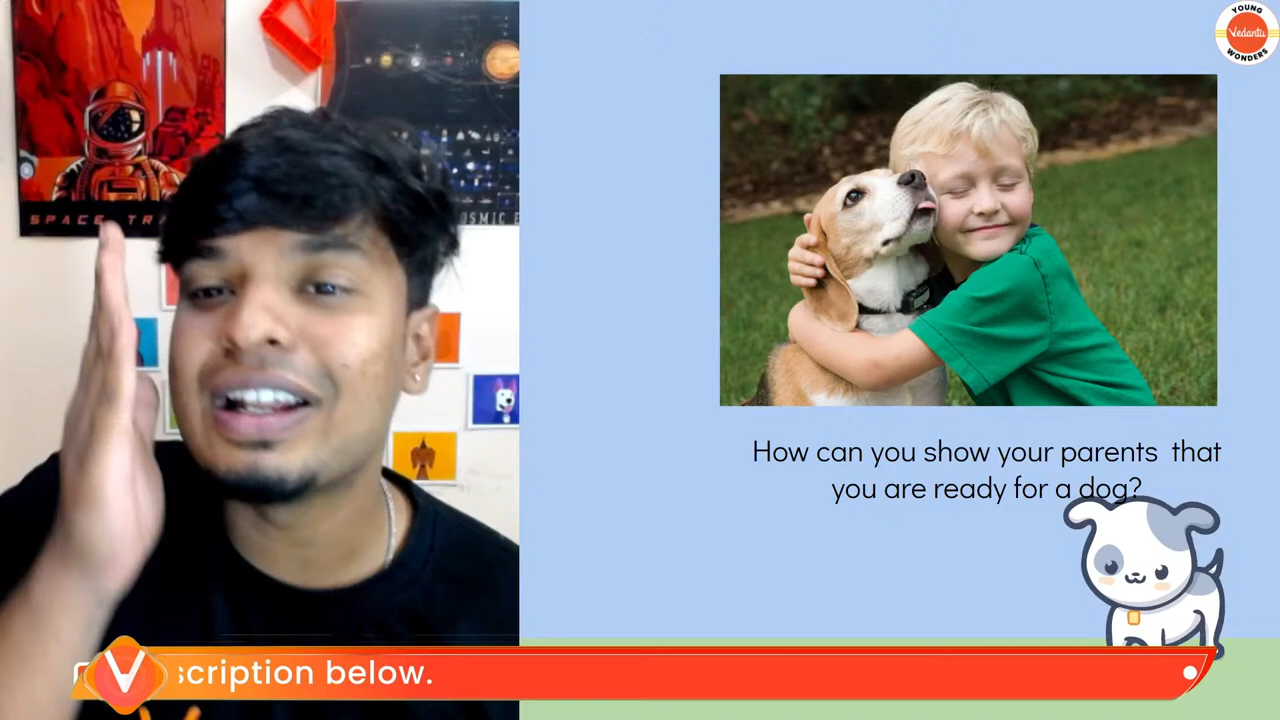 SPACE TRA
OSMIC E
YOUNG
Vedantu
WONDERS
How can you show your parents that
you are ready for a dog?
scription below.